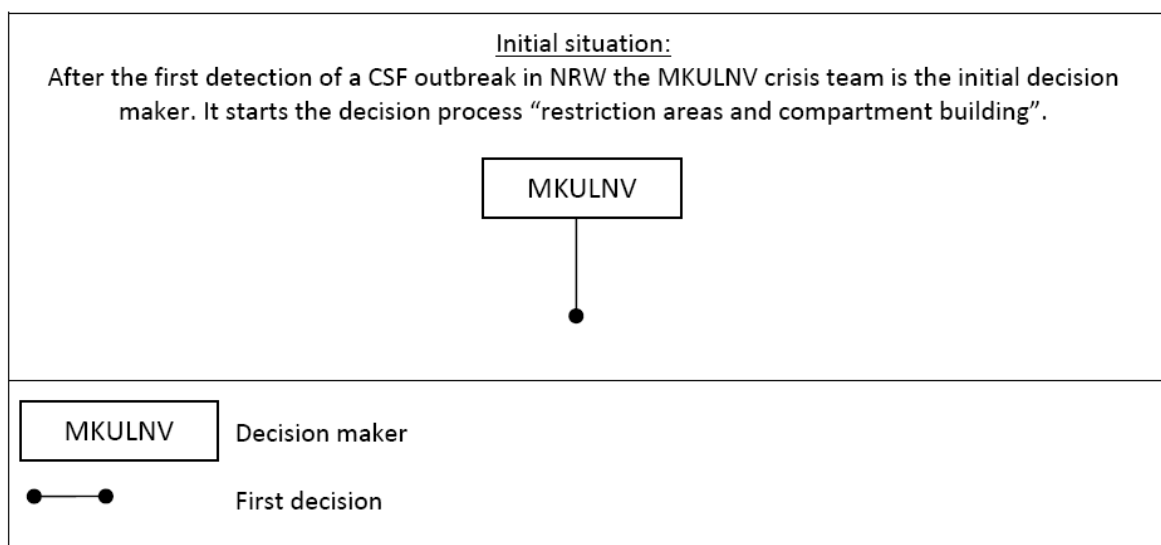 Initial situation:
After the first detection of a CSF outbreak in NRW the MKULNV crisis team is the initial decision
maker. It starts the decision process “restriction areas and compartment building”.
MKULNV
MKULNV
Decision maker
First decision